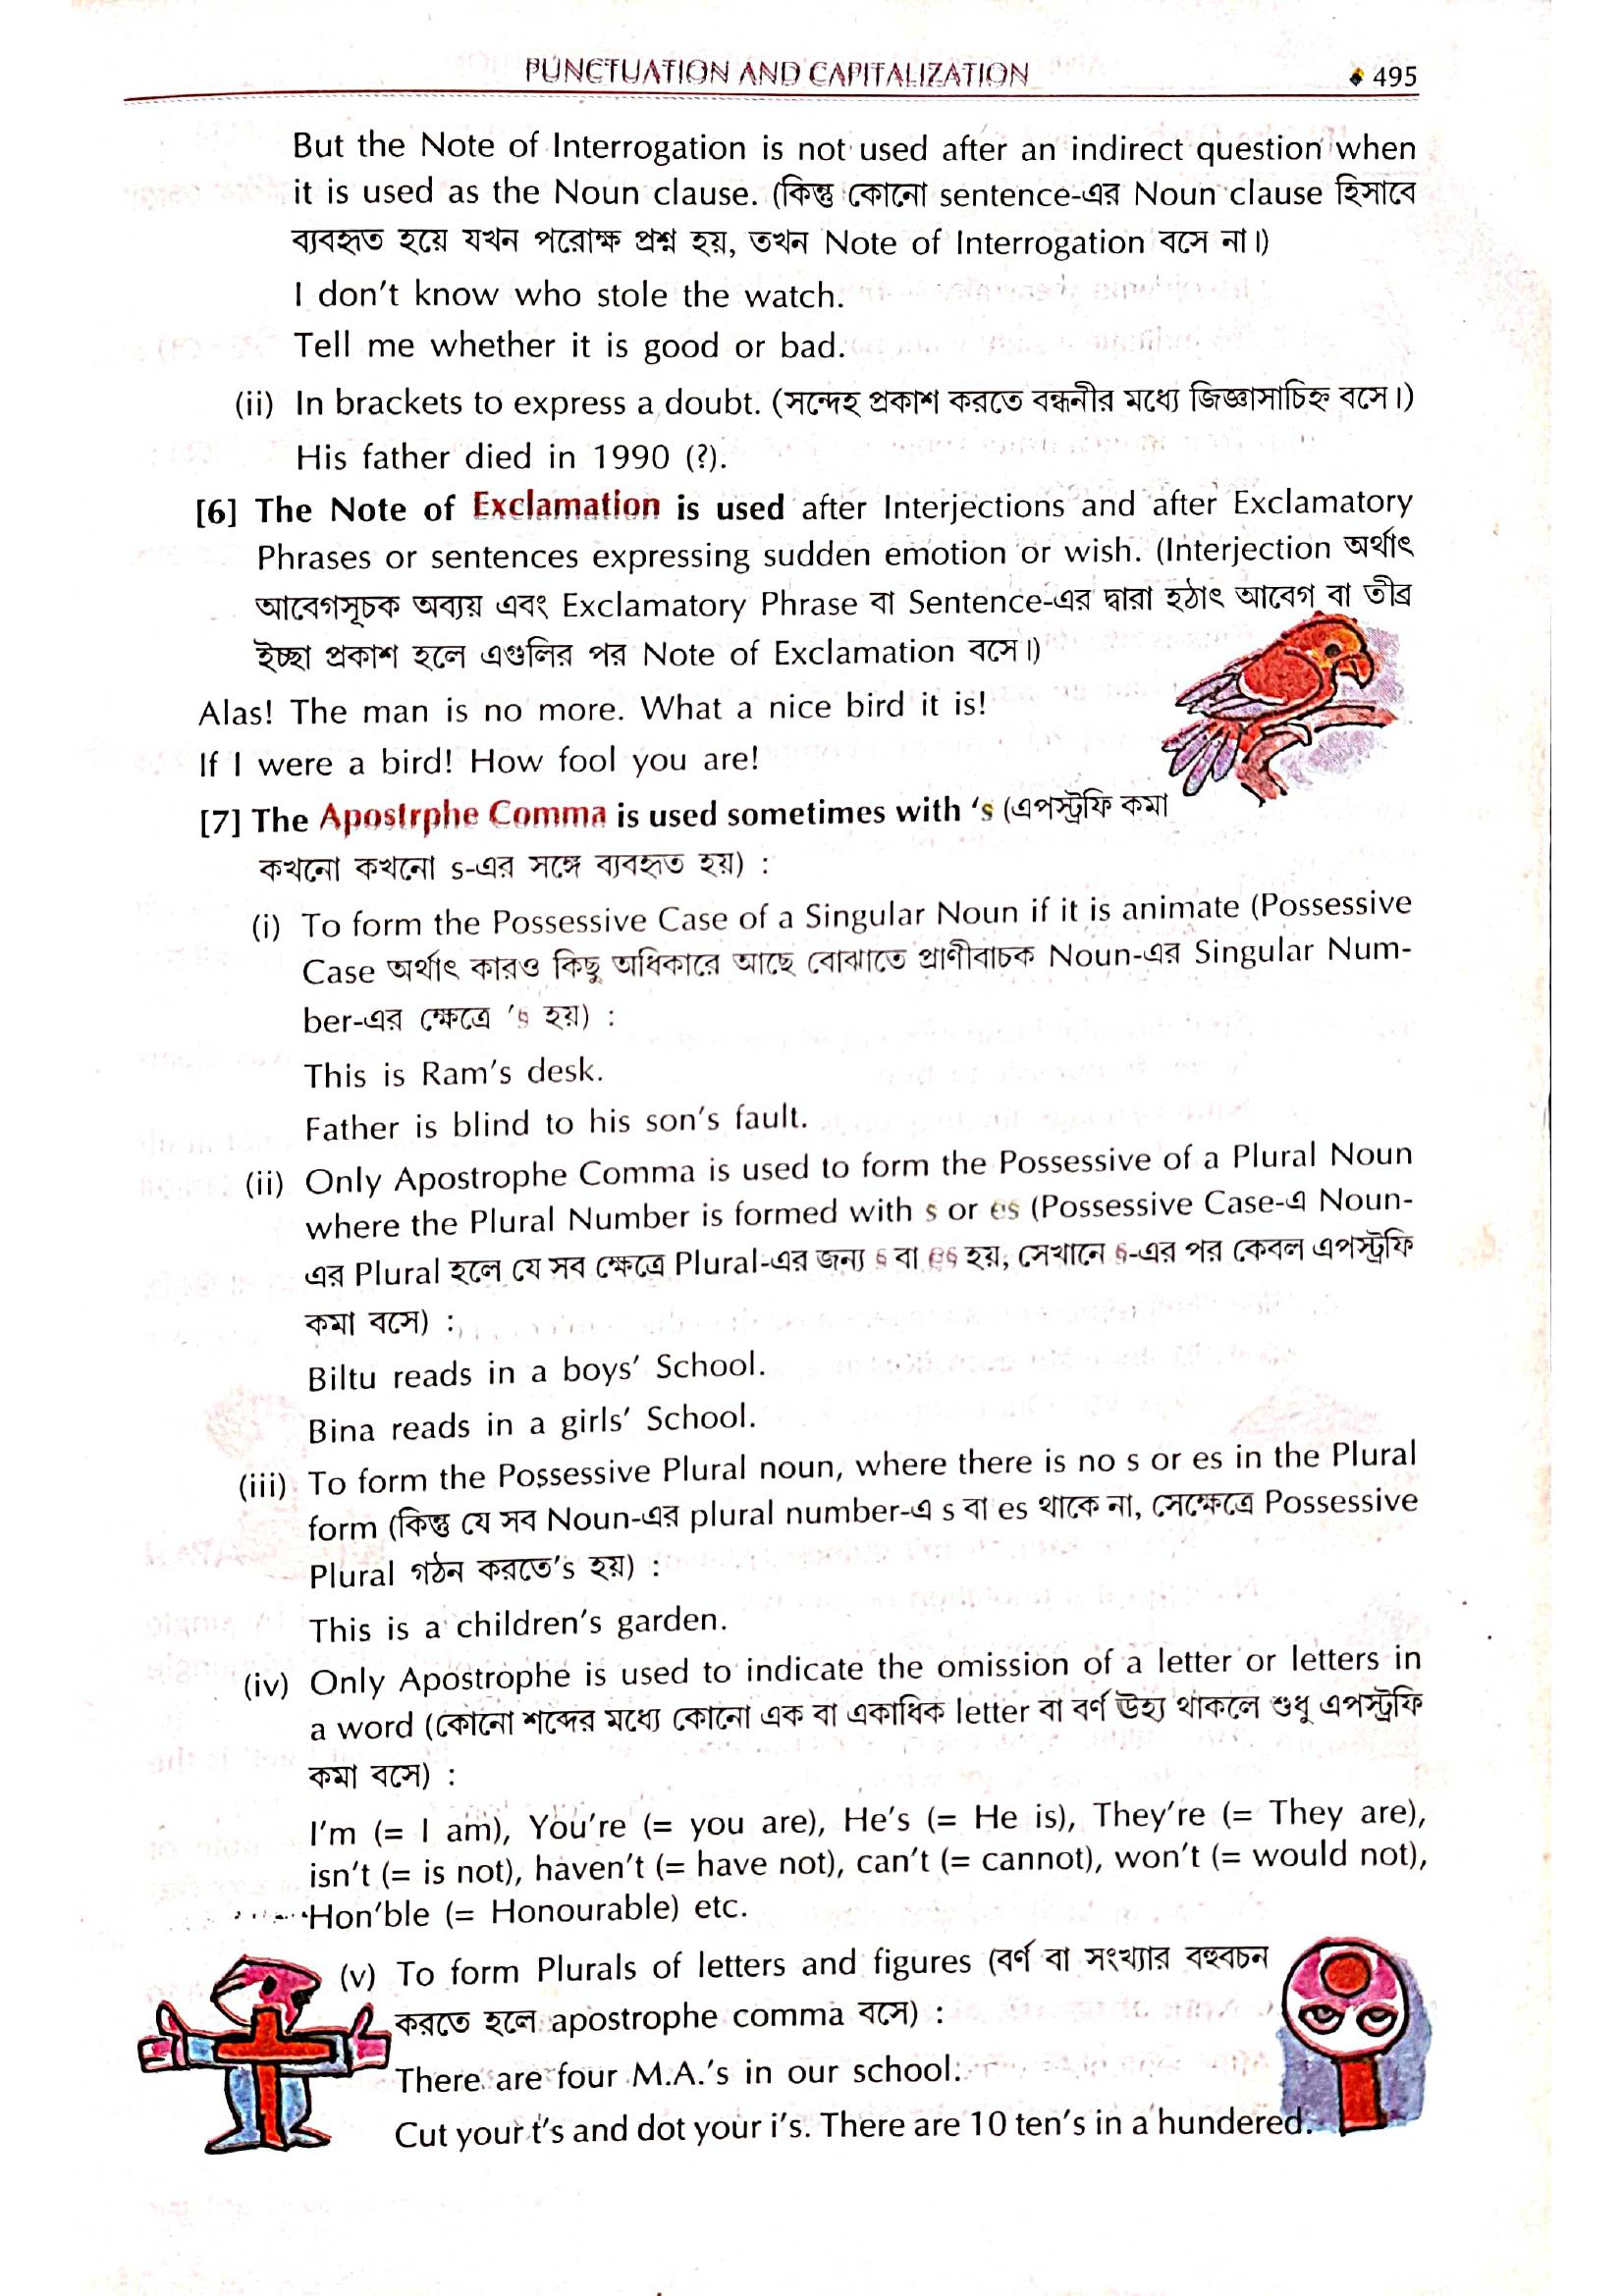 PUNCTUATION AND CAPITALIZATION 495
But the Note of Interrogation is not used after an indirect question when
it is used as the Noun clause. (কিন্তু কোনো sentence-এর Noun clause হিসাবে
ব্যবহৃত হয়ে যখন পরোক্ষ প্রশ্ন হয়, তখন Note of Interrogation বসে না।)
I don't know who stole the watch.
Tell me whether it is good or bad.
(ii) In brackets to express a doubt. (সন্দেহ প্রকাশ করতে বন্ধনীর মধ্যে জিজ্ঞাসাচিহ্ন বসে।)
His father died in 1990 (?).
[6] The Note of Exclamation is used after Interjections and after Exclamatory
Phrases or sentences expressing sudden emotion or wish. (Interjection অর্থাৎ
আবেগসূচক অব্যয় এবং Exclamatory Phrase বা Sentence-এর দ্বারা হঠাৎ আবেগ বা তীব্র
ইচ্ছা প্রকাশ হলে এগুলির পর Note of Exclamation বসে।)
Alas! The man is no more. What a nice bird it is!
If I were a bird! How fool you are!
[7] The Apostrphe Comma is used sometimes with ‘s (এপস্ট্রফি কমা
কখনো কখনো s-এর সঙ্গে ব্যবহৃত হয়) :
(i) To form the Possessive Case of a Singular Noun if it is animate (Possessive
Case অর্থাৎ কারও কিছু অধিকারে আছে বোঝাতে প্রাণীবাচক Noun-এর Singular Num-
ber-এর ক্ষেত্রে 's হয়) :
This is Ram's desk.
Father is blind to his son's fault.
(ii) Only Apostrophe Comma is used to form the Possessive of a Plural Noun
where the Plural Number is formed with s or es (Possessive Case-এ Noun-
এর Plural হলে যে সব ক্ষেত্রে Plural-এর জন্য s বা es হয়, সেখানে s-এর পর কেবল এপস্ট্রফি
কমা বসে) :
Biltu reads in a boys' School.
Bina reads in a girls' School.
(iii) To form the Possessive Plural noun, where there is no s or es in the Plural
form (কিন্তু যে সব Noun-এর plural number-এ s বা es থাকে না, সেক্ষেত্রে Possessive
Plural গঠন করতে's হয়) :
This is a children's garden.
(iv) Only Apostrophe is used to indicate the omission of a letter or letters in
a word (কোনো শব্দের মধ্যে কোনো এক বা একাধিক letter বা বর্ণ ঊহ্য থাকলে শুধু এপস্ট্রফি
কমা বসে) :
I'm (= I am), You're (= you are), He's (= He is), They're (= They are),
isn't (= is not), haven't (= have not), can't (= cannot), won't (= would not),
Hon'ble (= Honourable) etc.
(v) To form Plurals of letters and figures (বর্ণ বা সংখ্যার বহুবচন
করতে হলে apostrophe comma বসে) :
There are four M.A.'s in our school.
Cut your t's and dot your i's. There are 10 ten's in a hundered.